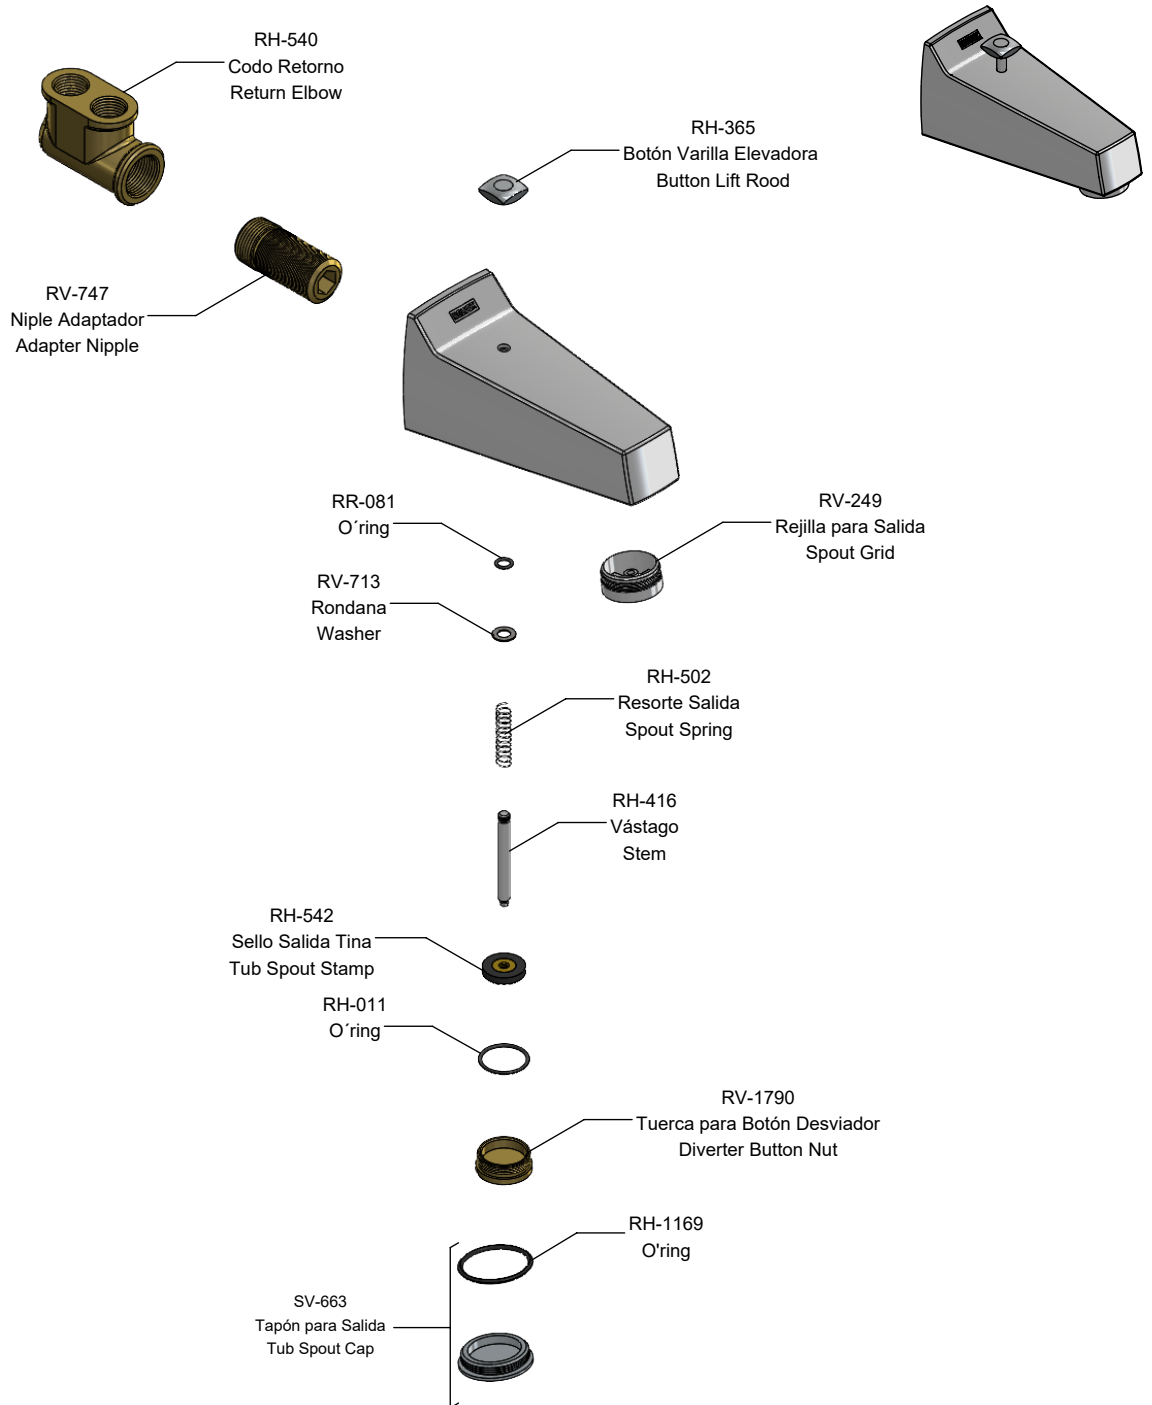 RH-540
Codo Retorno
Return Elbow
RH-365
Botón Varilla Elevadora
Button Lift Rood
RV-747
Niple Adaptador
Adapter Nipple
RR-081
O´ring
RV-249
Rejilla para Salida
Spout Grid
RV-713
Rondana
Washer
RH-502
Resorte Salida
Spout Spring
RH-416
Vástago
Stem
RH-542
Sello Salida Tina
Tub Spout Stamp
RH-011
O´ring
RV-1790
Tuerca para Botón Desviador
Diverter Button Nut
RH-1169
O'ring
SV-663
Tapón para Salida
Tub Spout Cap